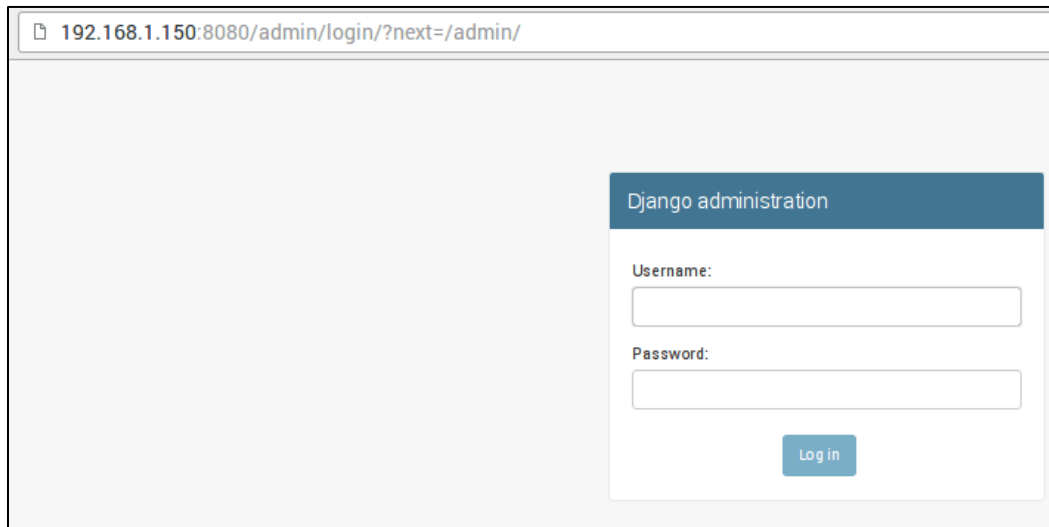 192.168.1.150:8080/admin/login/?next=/admin/
Django administration
Username:
Password:
Log in